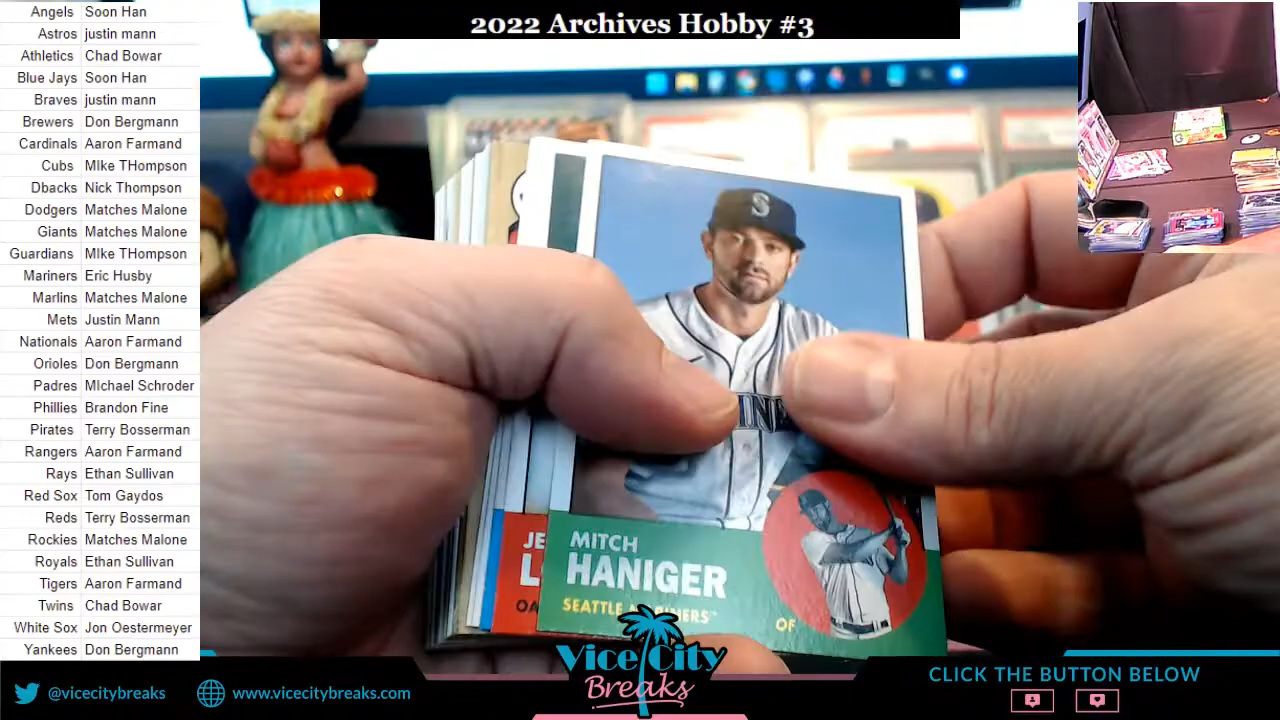 2022 Archives Hobby #3
Angels Soon Han
Astros justin mann
Athletics Chad Bowar
Blue Jays Soon Han
Braves justin mann
Brewers Don Bergmann
Cardinals Aaron Farmand
Cubs MIke THompson
Dbacks Nick Thompson
Dodgers Matches Malone
Giants Matches Malone
Guardians MIke THompson
Mariners Eric Husby
Marlins Matches Malone
Mets Justin Mann
Nationals Aaron Farmand
Orioles Don Bergmann
Padres MIchael Schroder
Phillies Brandon Fine
Pirates Terry Bosserman
Rangers Aaron Farmand
Rays Ethan Sullivan
Red Sox Tom Gaydos
Reds Terry Bosserman
Rockies Matches Malone
Royals Ethan Sullivan
Tigers Aaron Farmand
Twins Chad Bowar
White Sox Jon Oestermeyer
Yankees Don Bergmann
S
INE
JE
L
OA
MITCH
HANIGER
SEATTLE MARINERS™
OF
Vice City
Breaks
@vicecitybreaks
www.vicecitybreaks.com
CLICK THE BUTTON BELOW